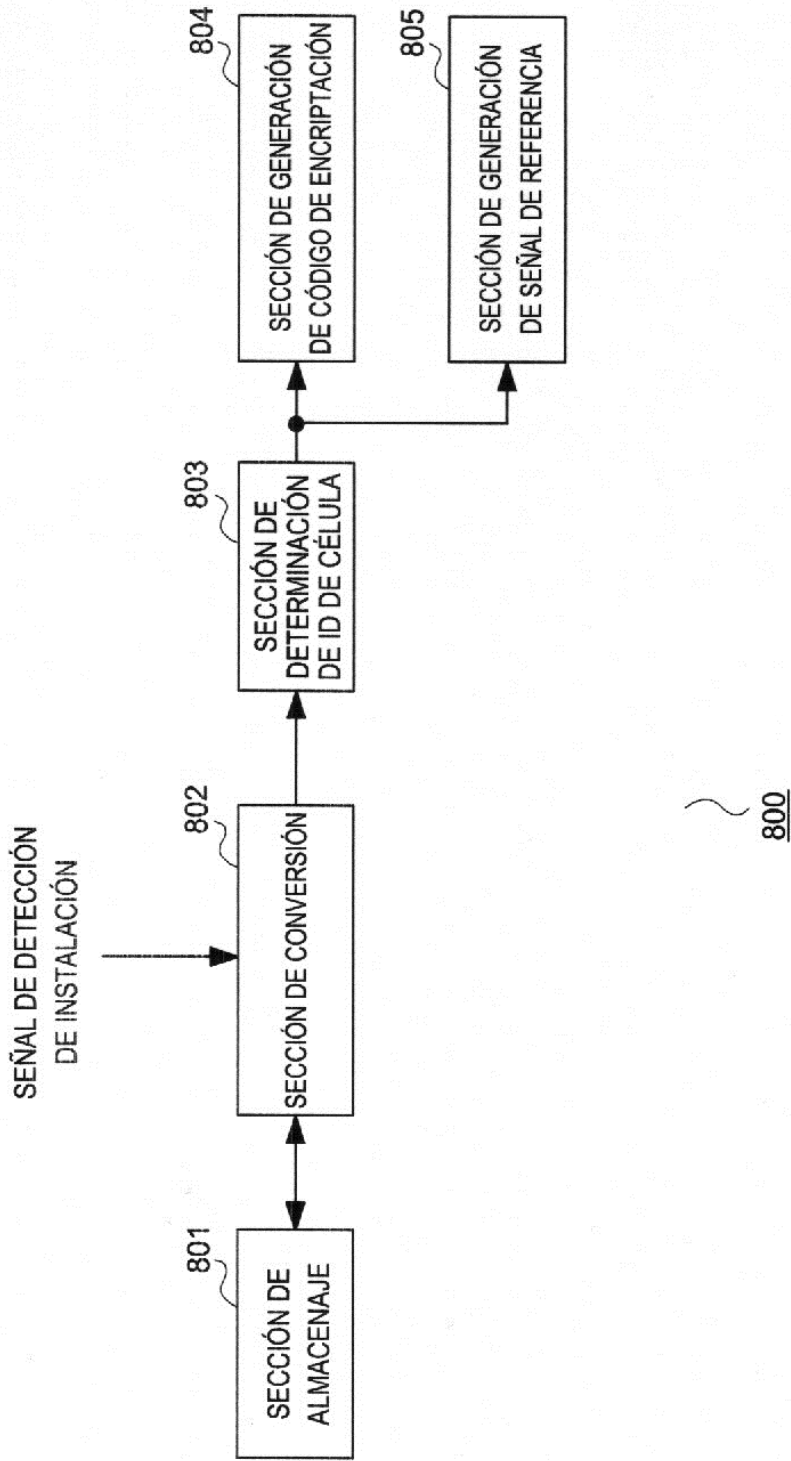 SEÑAL DE DETECCIÓN
DE INSTALACIÓN
801
SECCIÓN DE
ALMACENAJE
802
SECCIÓN DE CONVERSIÓN
803
SECCIÓN DE
DETERMINACIÓN
DE ID DE CÉLULA
804
SECCIÓN DE GENERACIÓN
DE CÓDIGO DE ENCRIPTACIÓN
805
SECCIÓN DE GENERACIÓN
DE SEÑAL DE REFERENCIA
800